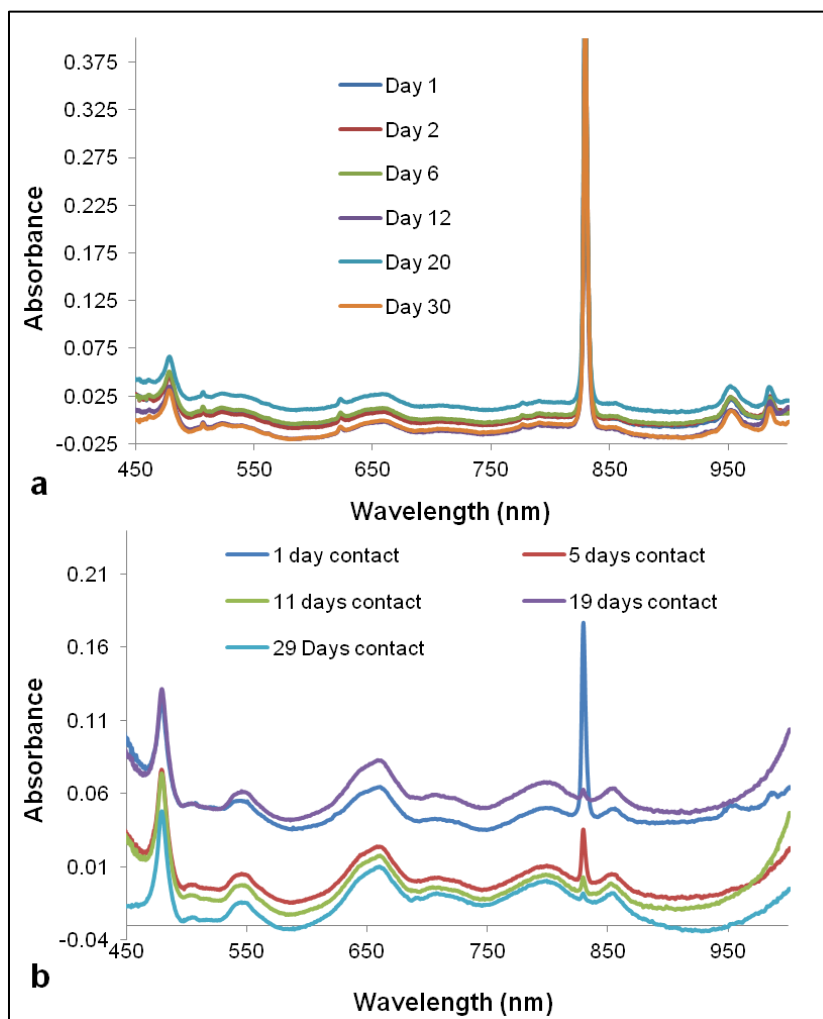 0.375
0.325
0.275
0.225
0.175
0.125
0.075
0.025
-0.025
Absorbance
Day 1
Day 2
Day 6
Day 12
Day 20
Day 30
450 550 650 750 850 950
a
Wavelength (nm)
1 day contact 5 days contact
11 days contact 19 days contact
29 Days contact
0.21
0.16
0.11
0.06
0.01
-0.04
Absorbance
450 550 650 750 850 950
b
Wavelength (nm)